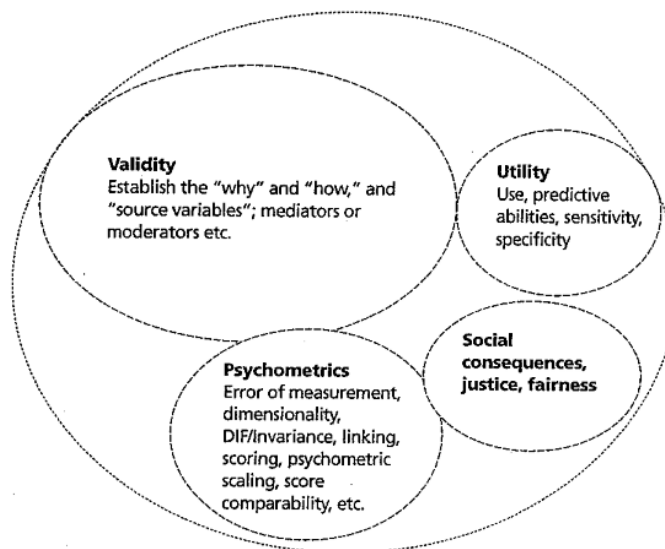 Validity
Establish the "why" and "how," and
"source variables"; mediators or
moderators etc.
Utility
Use, predictive
abilities, sensitivity,
specificity
Social
consequences,
justice, fairness
Psychometrics
Error of measurement,
dimensionality,
DIF/Invariance, linking,
scoring, psychometric
scaling, score
comparability, etc.